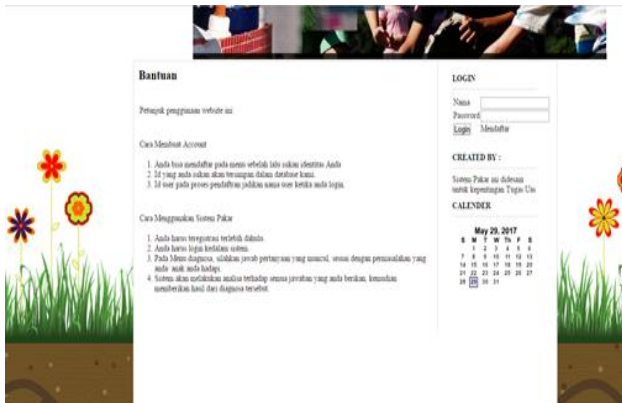 Bantuan
Petunjuk penggunaan website ini
Cara Membuat Account
1. Anda bisa mendaftar pada menu sebelah lalu isikan identitas Anda
2. Id yang anda isikan akan tersimpan dalam database kami.
3. Id user pada proses pendaftran jadikan nama user ketika anda login.
Cara Menggunakan Sistem Pakar
1. Anda harus teregistrasi terlebih dahulu.
2. Anda harus login kedalam sistem.
3. Pada Menu diagnosa, silahkan jawab pertanyaan yang muncul, sesuai dengan permasalahan yang
anda anak anda hadapi.
4. Sistem akan melakukan analisa terhadap semua jawaban yang anda berikan, kemudian
memberikan hasil dari diagnosa tersebut.
LOGIN
Nama
Password
Login Mendaftar
CREATED BY :
Sistem Pakar ini didesain
untuk kepentingan Tugas Uas
CALENDER
May 29, 2017
S M T W Th F S
1 2 3 4 5 6
7 8 9 10 11 12 13
14 15 16 17 18 19 20
21 22 23 24 25 26 27
28 29 30 31